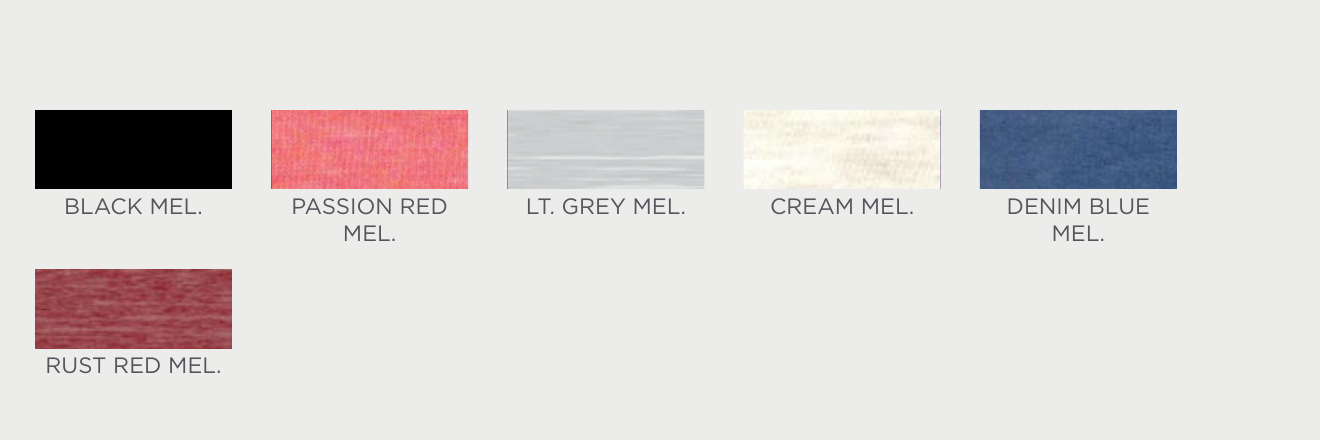 BLACK MEL.
PASSION RED
MEL.
LT. GREY MEL.
CREAM MEL.
DENIM BLUE
MEL.
RUST RED MEL.